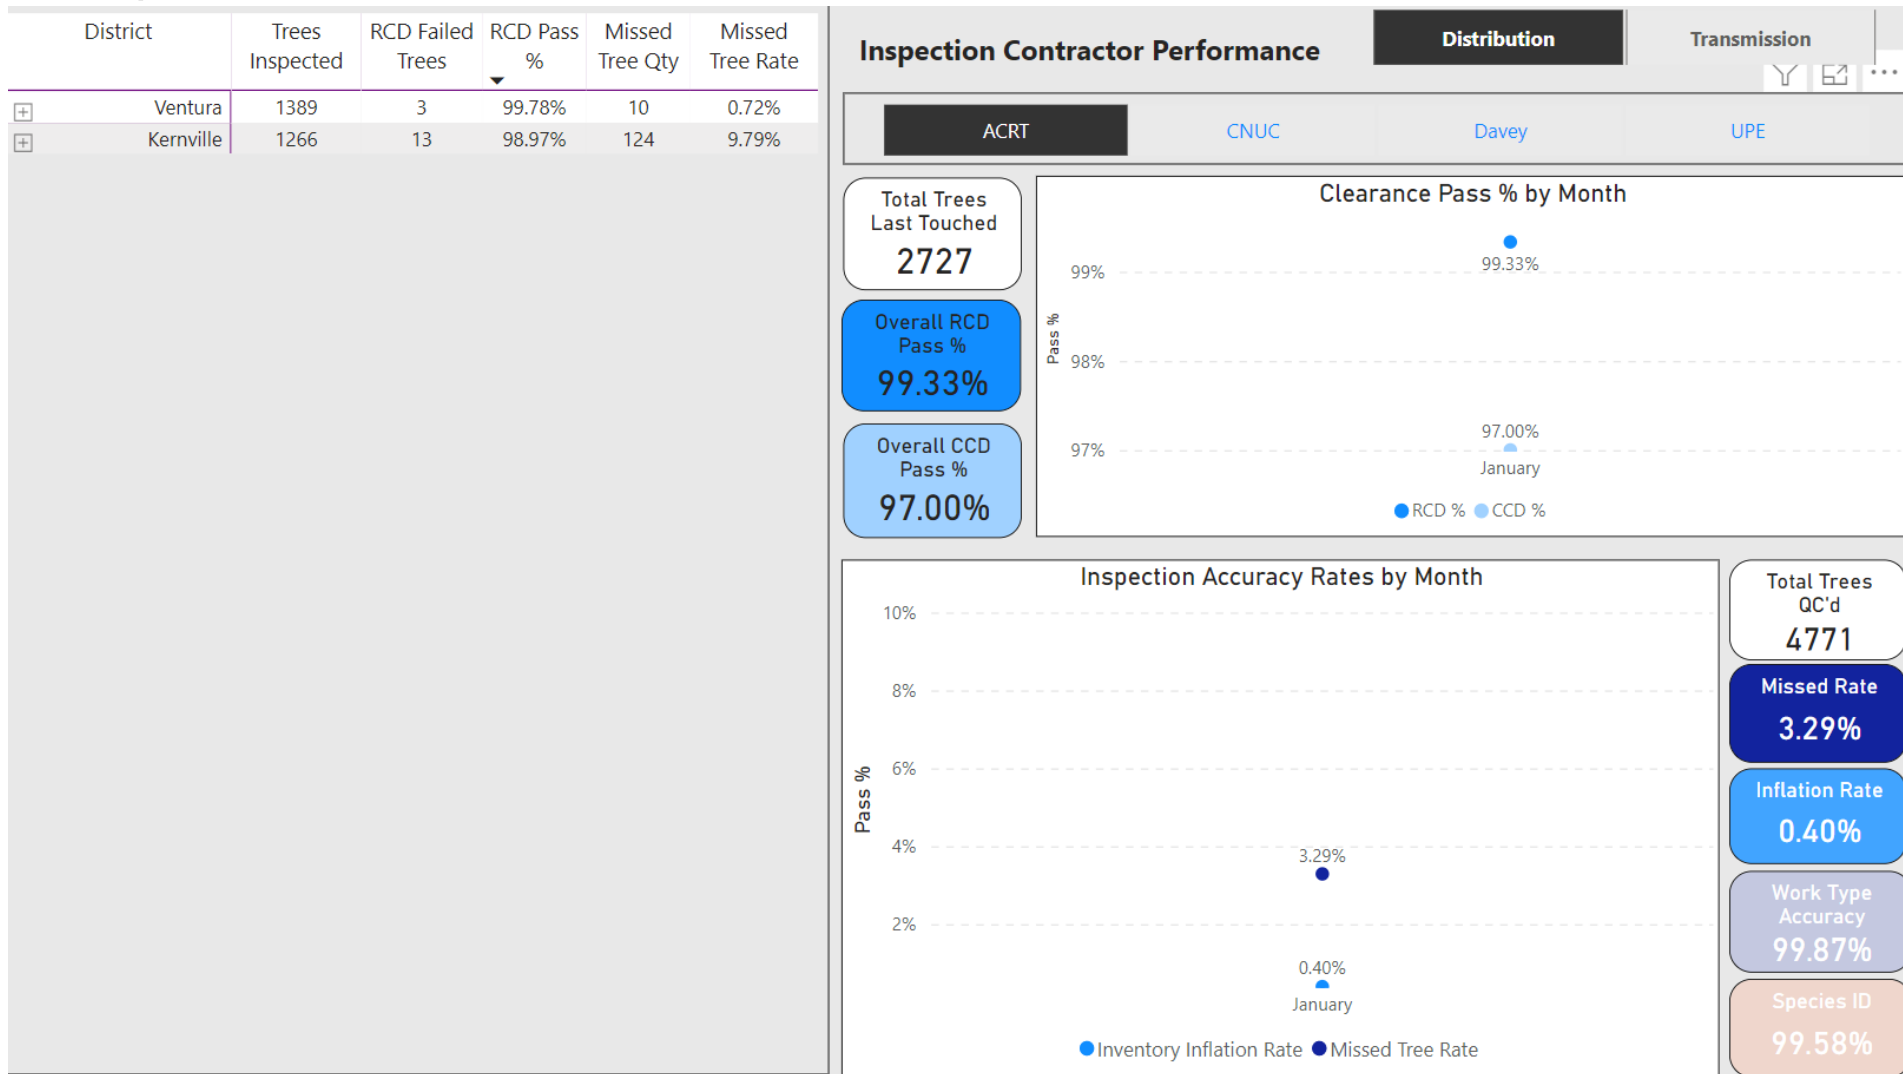 District Trees Inspected RCD Failed Trees RCD Pass % Missed Tree Qty Missed Tree Rate
Ventura 1389 3 99.78% 10 0.72%
Kernville 1266 13 98.97% 124 9.79%
Inspection Contractor Performance
Distribution Transmission
ACRT CNUC Davey UPE
Total Trees
Last Touched
2727
Overall RCD
Pass %
99.33%
Overall CCD
Pass %
97.00%
Clearance Pass % by Month
Pass %
99%
98%
97%
99.33%
97.00%
January
RCD % CCD %
Inspection Accuracy Rates by Month
Pass %
10%
8%
6%
4%
2%
3.29%
0.40%
January
Inventory Inflation Rate Missed Tree Rate
Total Trees
QC'd
4771
Missed Rate
3.29%
Inflation Rate
0.40%
Work Type
Accuracy
99.87%
Species ID
99.58%